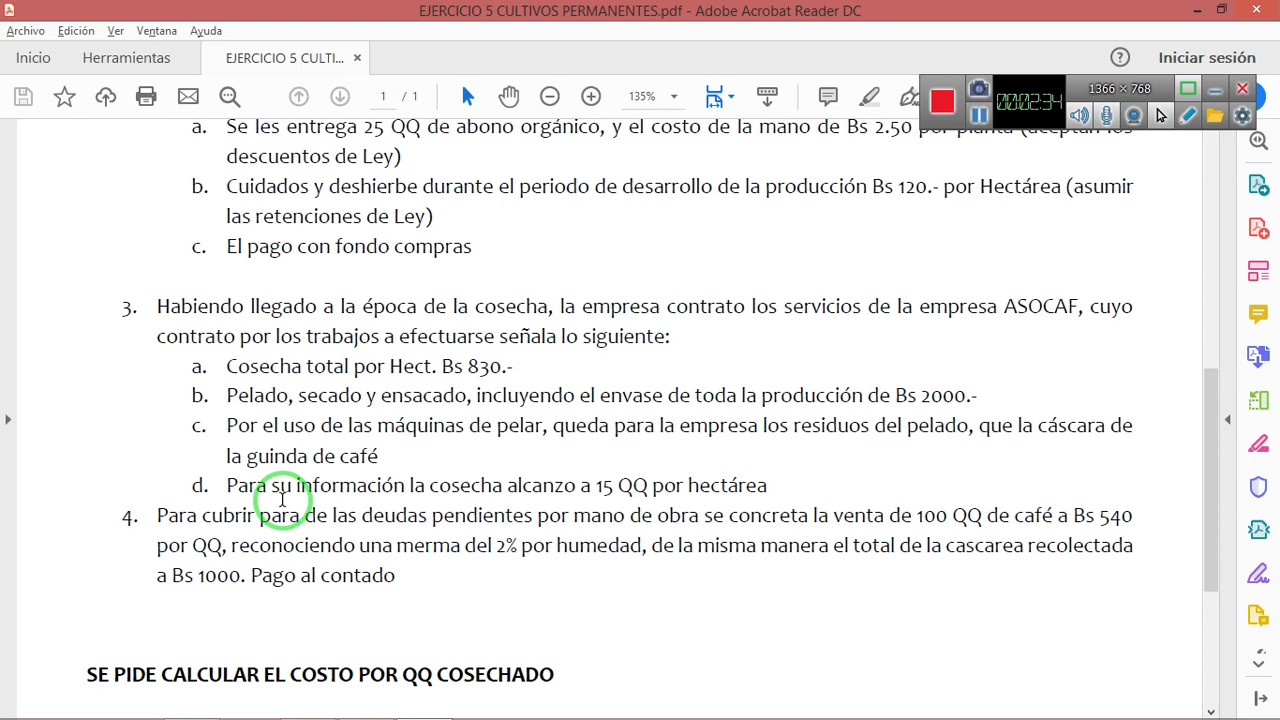 EJERCICIO 5 CULTIVOS PERMANENTES.pdf - Adobe Acrobat Reader DC
Archivo Edición Ver Ventana Ayuda
Inicio Herramientas EJERCICIO 5 CULTI... × Iniciar sesión
1 / 1 135% 00:02:34 1366 × 768
a. Se les entrega 25 QQ de abono orgánico, y el costo de la mano de Bs 2.50 por planta (aceptan los
descuentos de Ley)
b. Cuidados y deshierbe durante el periodo de desarrollo de la producción Bs 120.- por Hectárea (asumir
las retenciones de Ley)
c. El pago con fondo compras
3. Habiendo llegado a la época de la cosecha, la empresa contrato los servicios de la empresa ASOCAF, cuyo
contrato por los trabajos a efectuarse señala lo siguiente:
a. Cosecha total por Hect. Bs 830.-
b. Pelado, secado y ensacado, incluyendo el envase de toda la producción de Bs 2000.-
c. Por el uso de las máquinas de pelar, queda para la empresa los residuos del pelado, que la cáscara de
la guinda de café
d. Para su información la cosecha alcanzo a 15 QQ por hectárea
4. Para cubrir para de las deudas pendientes por mano de obra se concreta la venta de 100 QQ de café a Bs 540
por QQ, reconociendo una merma del 2% por humedad, de la misma manera el total de la cascarea recolectada
a Bs 1000. Pago al contado
SE PIDE CALCULAR EL COSTO POR QQ COSECHADO